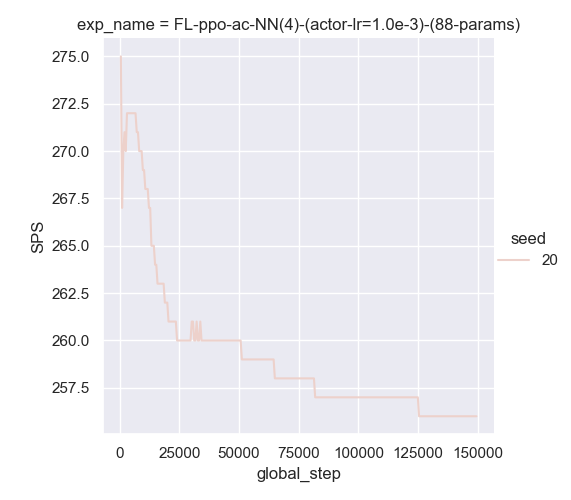 exp_name = FL-ppo-ac-NN(4)-(actor-lr=1.0e-3)-(88-params)
275.0
272.5
270.0
267.5
265.0
262.5
260.0
257.5
SPS
seed
20
0 25000 50000 75000 100000 125000 150000
global_step